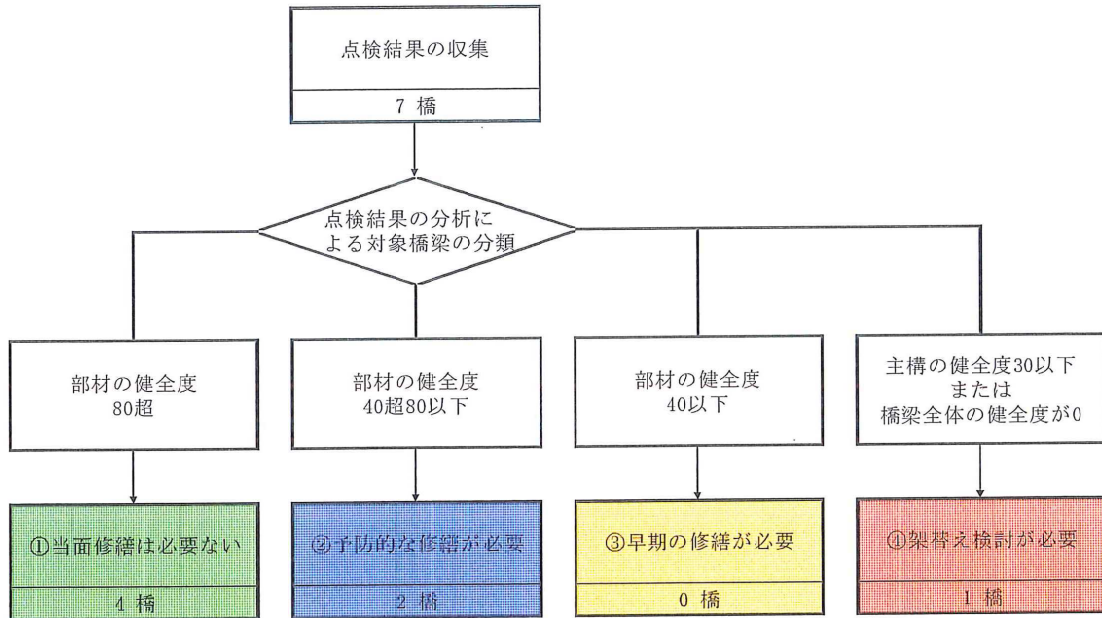 点検結果の収集
7 橋
点検結果の分析に
よる対象橋梁の分類
部材の健全度
80超
部材の健全度
40超80以下
部材の健全度
40以下
主構の健全度30以下
または
橋梁全体の健全度が0
①当面修繕は必要ない
4 橋
②予防的な修繕が必要
2 橋
③早期の修繕が必要
0 橋
④架替え検討が必要
1 橋